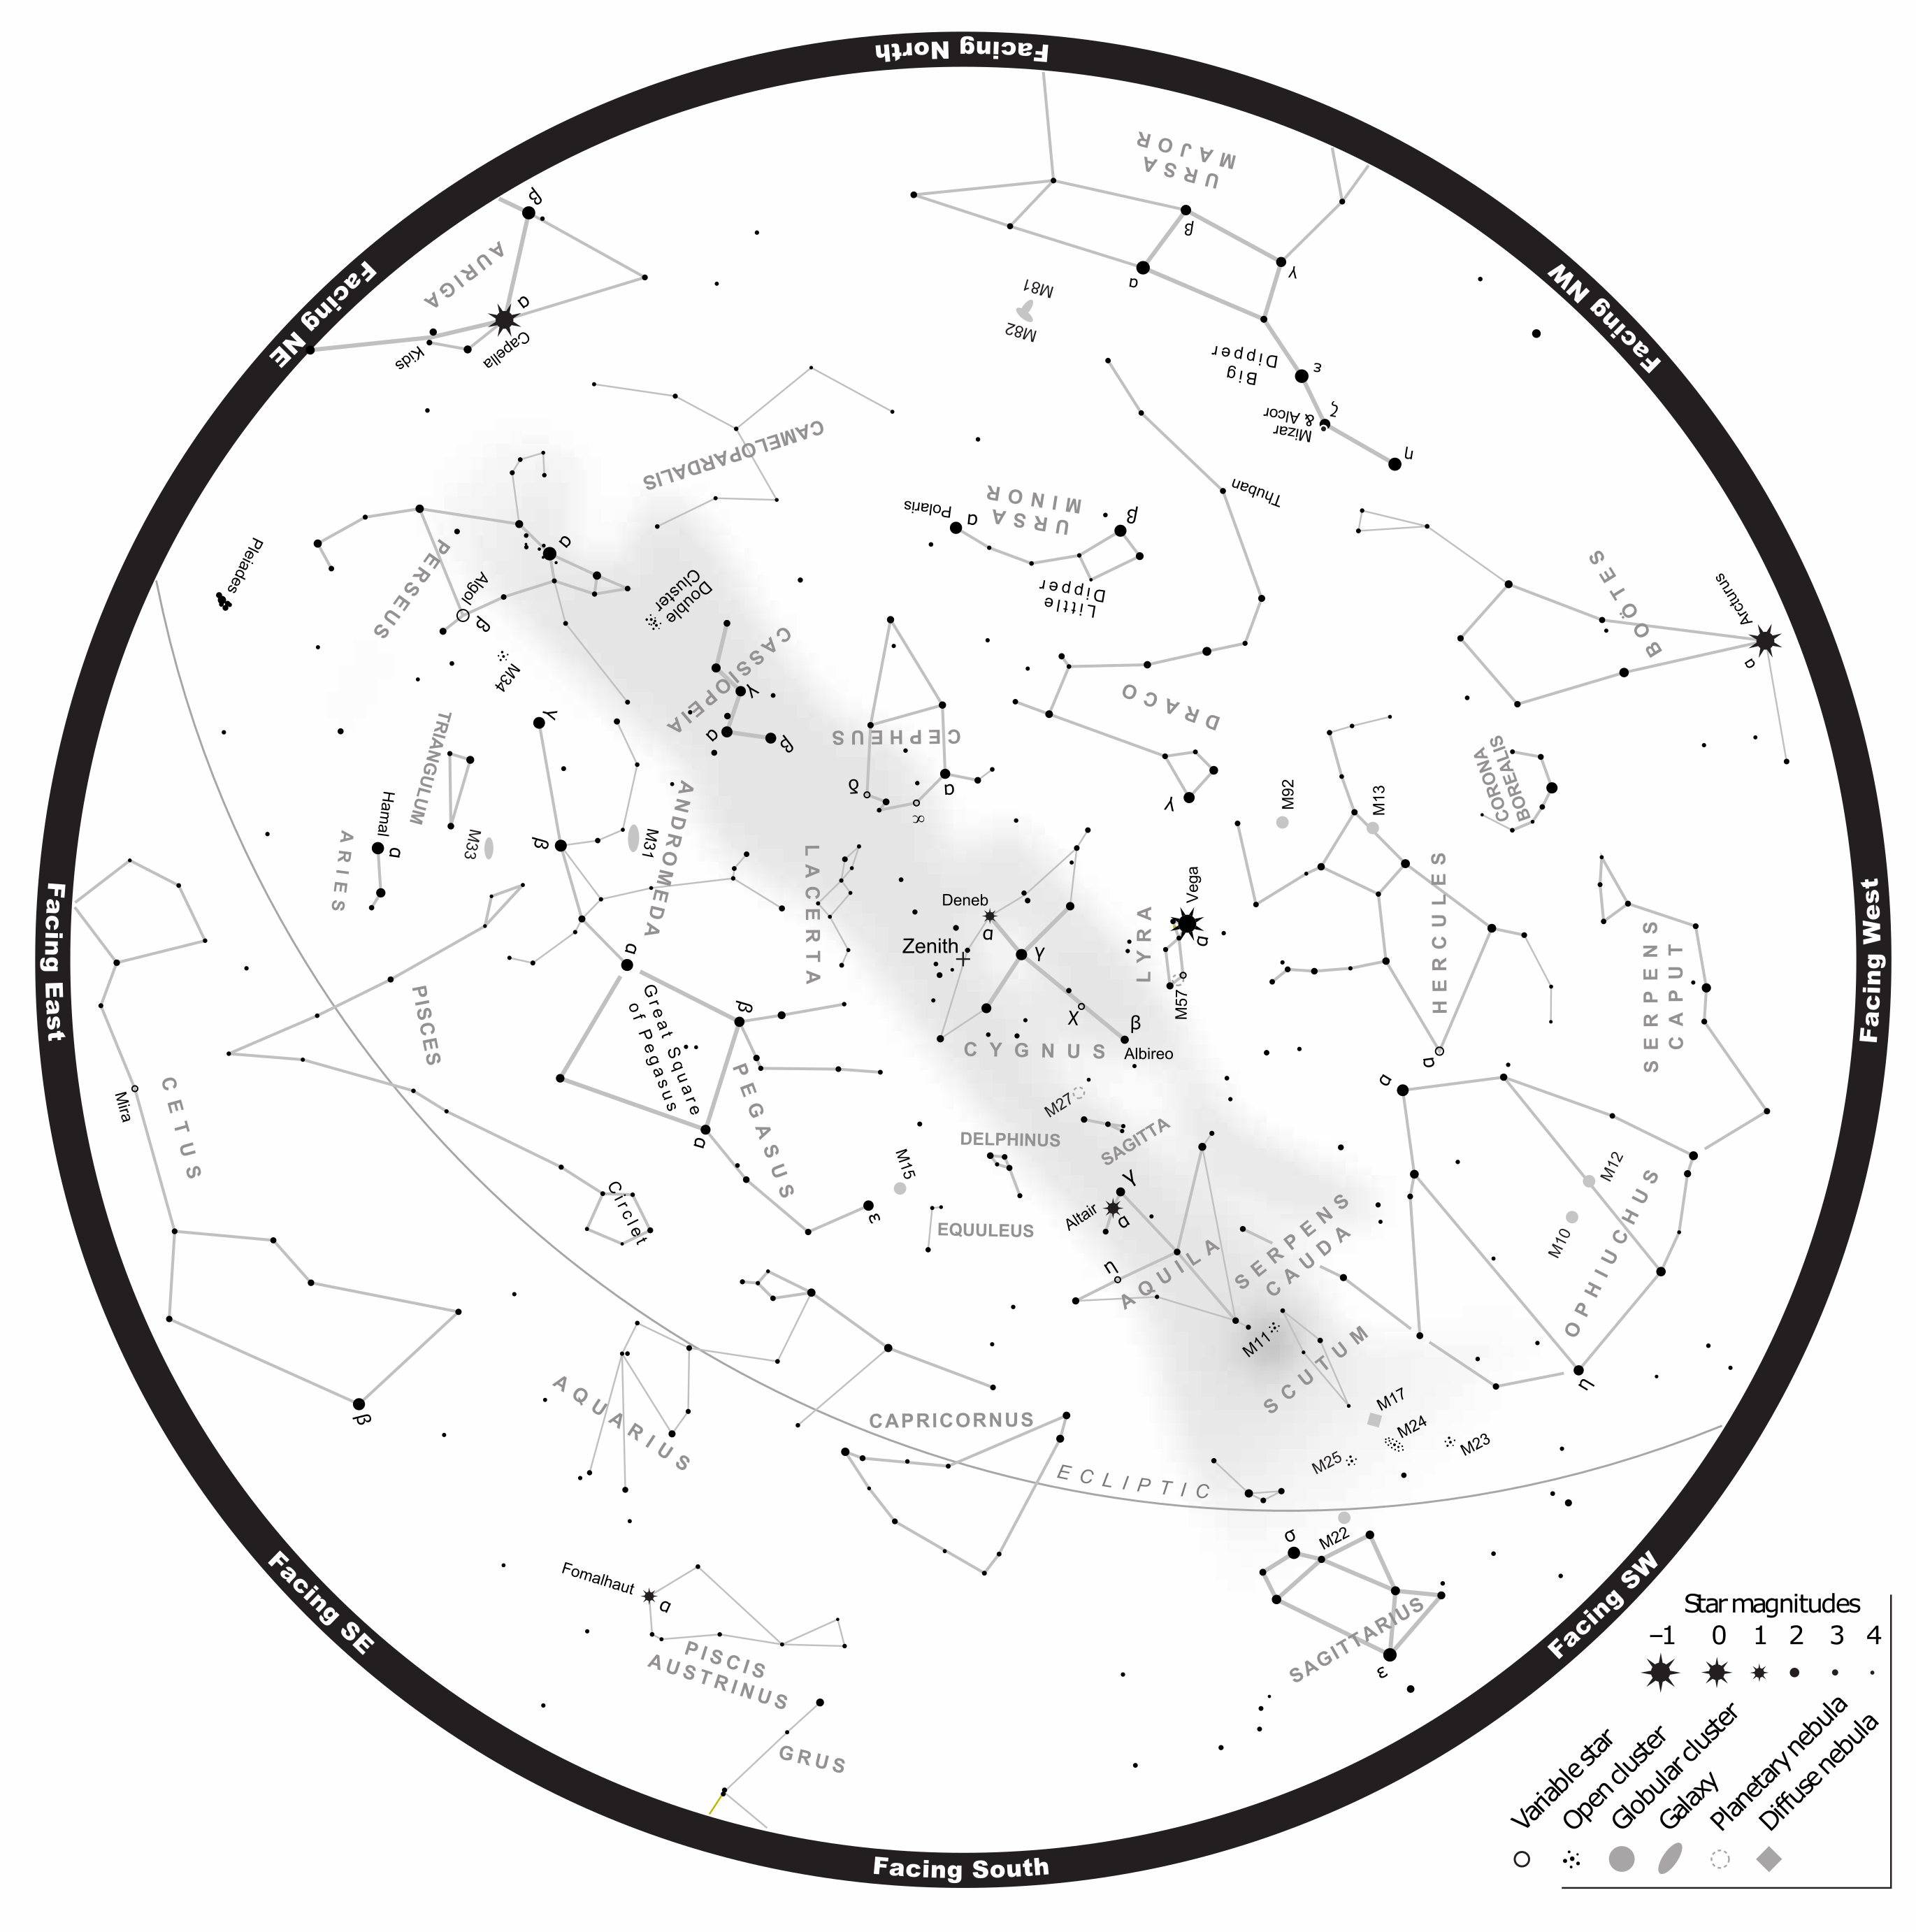 Facing North
URSA
MAJOR
β
β
AURIGA
α
Facing NE
Facing NW
γ
α
M81
M82
Capella
Kids
Big
Dipper
ε
ζ
Mizar
& Alcor
η
CAMELOPARDALIS
Thuban
Polaris
α
URSA
MINOR
β
α
PERSEUS
Algol
β
Pleiades
Double
Cluster
Little
Dipper
BOÖTES
Arcturus
α
M34
CASSIOPEIA
γ
α
β
DRACO
γ
TRIANGULUM
CEPHEUS
δ
α
M92
M13
CORONA
BOREALIS
Hamal
α
ARIES
M33
β
M31
ANDROMEDA
LACERTA
Deneb
α
Zenith
γ
LYRA
Vega
α
M57
HERCULES
α
SERPENS
CAPUT
Facing East
Facing West
PISCES
α
Great Square
of Pegasus
β
PEGASUS
α
χ
β
Albireo
CYGNUS
Mira
CETUS
M27
SAGITTA
DELPHINUS
M15
α
M12
M10
OPHIUCHUS
η
Circlet
ε
EQUULEUS
Altair
γ
α
η
AQUILA
SERPENS
CAUDA
M11
SCUTUM
β
AQUARIUS
CAPRICORNUS
M17
M24
M23
M25
ECLIPTIC
σ
M22
SAGITTARIUS
ε
Fomalhaut
α
PISCIS
AUSTRINUS
GRUS
Facing SE
Facing SW
Facing South
Star magnitudes
–1 0 1 2 3 4
Variable star
Open cluster
Globular cluster
Galaxy
Planetary nebula
Diffuse nebula